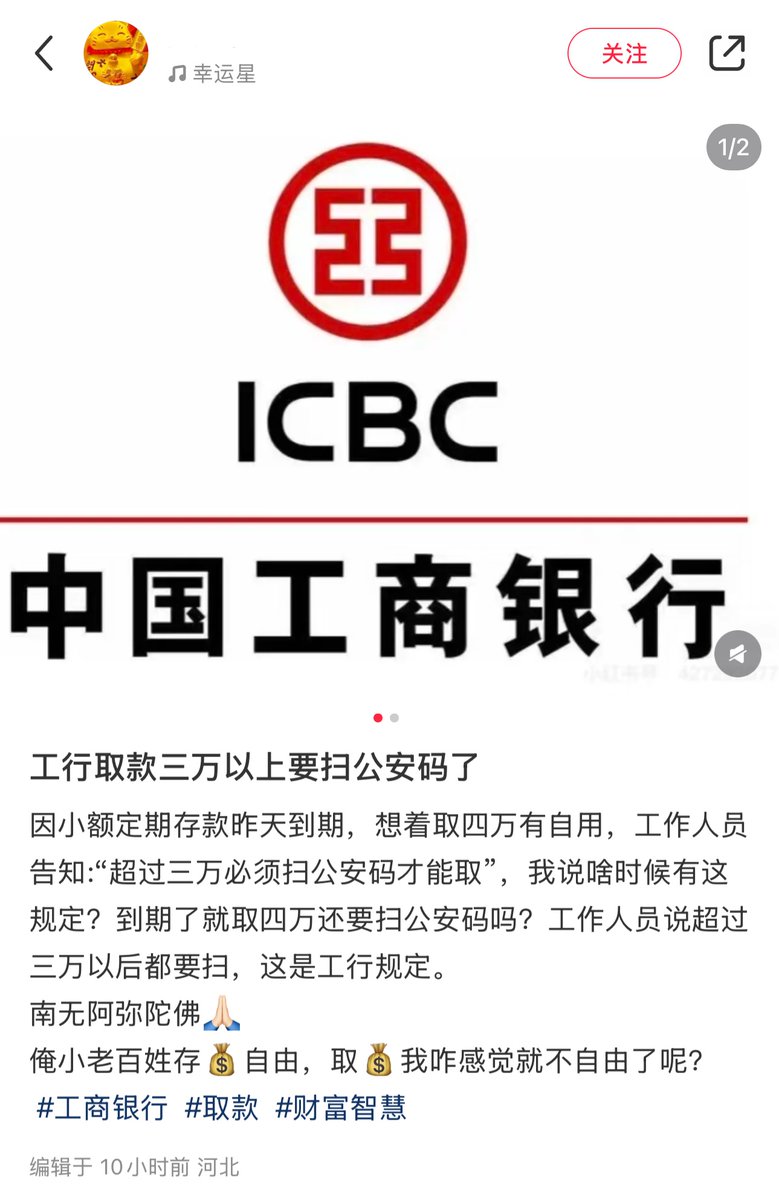 幸运星
关注
1/2
ICBC
中国工商银行
工行取款三万以上要扫公安码了
因小额定期存款昨天到期，想着取四万有自用，工作人员
告知:“超过三万必须扫公安码才能取”，我说啥时候有这
规定？到期了就取四万还要扫公安码吗？工作人员说超过
三万以后都要扫，这是工行规定。
南无阿弥陀佛🙏🏻
俺小老百姓存💰自由，取💰我咋感觉就不自由了呢？
#工商银行 #取款 #财富智慧
编辑于 10小时前 河北